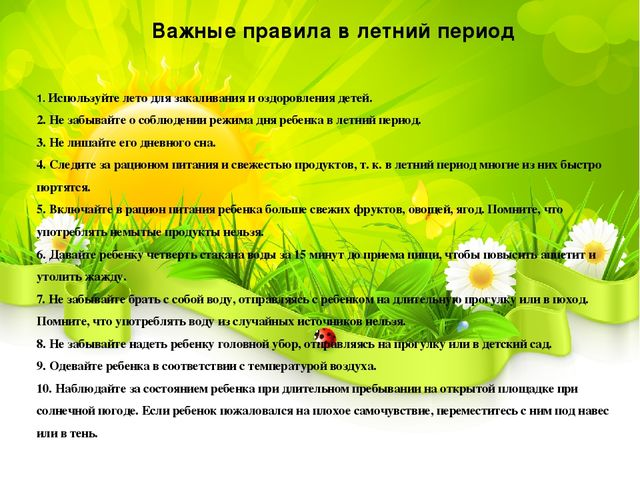 Важные правила в летний период
1. Используйте лето для закаливания и оздоровления детей.
2. Не забывайте о соблюдении режима дня ребенка в летний период.
3. Не лишайте его дневного сна.
4. Следите за рационом питания и свежестью продуктов, т. к. в летний период многие из них быстро
портятся.
5. Включайте в рацион питания ребенка больше свежих фруктов, овощей, ягод. Помните, что
употреблять немытые продукты нельзя.
6. Давайте ребенку четверть стакана воды за 15 минут до приема пищи, чтобы повысить аппетит и
утолить жажду.
7. Не забывайте брать с собой воду, отправляясь с ребенком на длительную прогулку или в поход.
Помните, что употреблять воду из случайных источников нельзя.
8. Не забывайте надеть ребенку головной убор, отправляясь на прогулку или в детский сад.
9. Одевайте ребенка в соответствии с температурой воздуха.
10. Наблюдайте за состоянием ребенка при длительном пребывании на открытой площадке при
солнечной погоде. Если ребенок пожаловался на плохое самочувствие, переместитесь с ним под навес
или в тень.